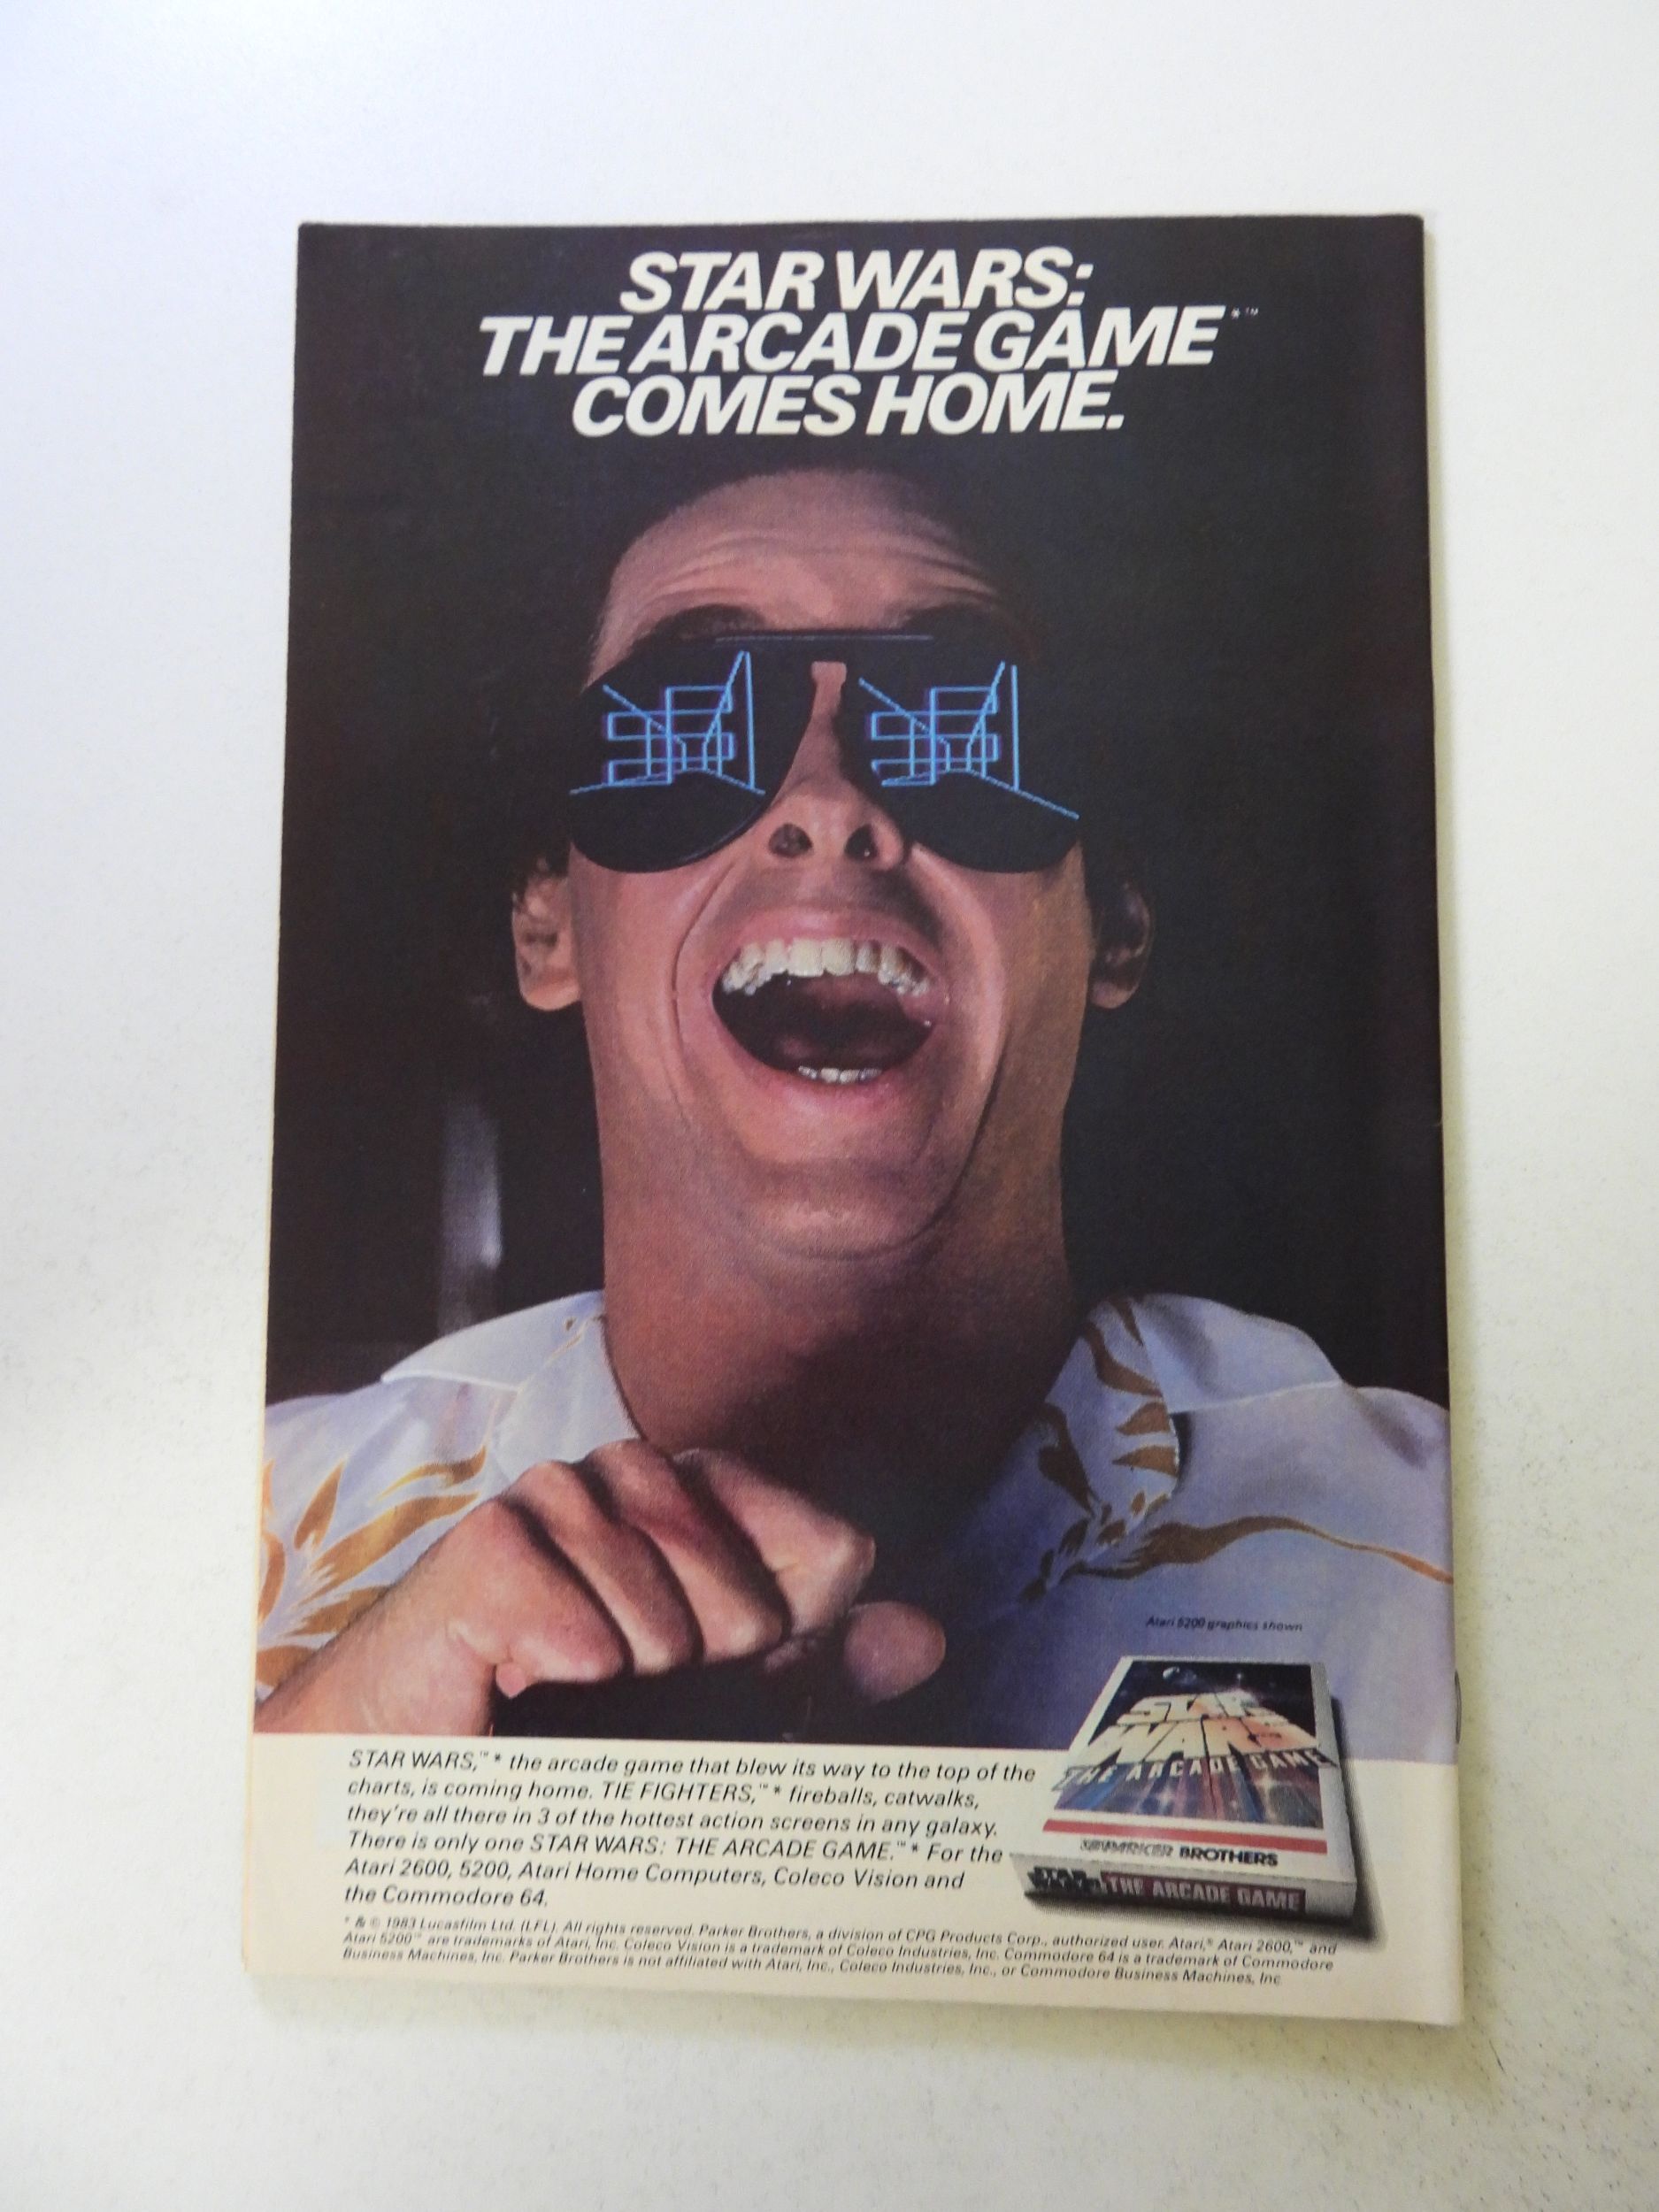 STAR WARS:
THE ARCADE GAME*™
COMES HOME.
Atari 5200 graphics shown
STAR WARS
THE ARCADE GAME
PARKER BROTHERS
STAR WARS THE ARCADE GAME
STAR WARS,™* the arcade game that blew its way to the top of the
charts, is coming home. TIE FIGHTERS,™* fireballs, catwalks,
they're all there in 3 of the hottest action screens in any galaxy.
There is only one STAR WARS: THE ARCADE GAME.™* For the
Atari 2600, 5200, Atari Home Computers, Coleco Vision and
the Commodore 64.
* & © 1983 Lucasfilm Ltd. (LFL). All rights reserved. Parker Brothers, a division of CPG Products Corp., authorized user. Atari,® Atari 2600,™ and
Atari 5200™ are trademarks of Atari, Inc. Coleco Vision is a trademark of Coleco Industries, Inc. Commodore 64 is a trademark of Commodore
Business Machines, Inc. Parker Brothers is not affiliated with Atari, Inc., Coleco Industries, Inc., or Commodore Business Machines, Inc